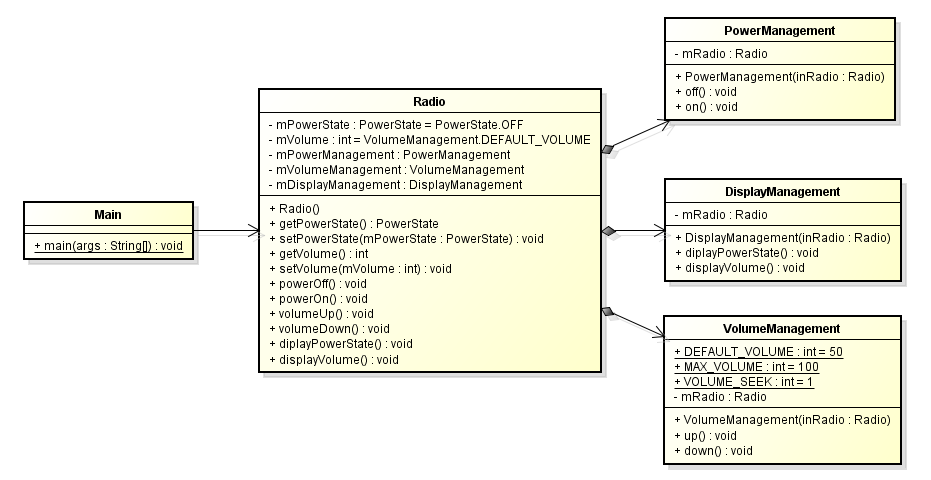 Main
+ main(args : String[]) : void
Radio
- mPowerState : PowerState = PowerState.OFF
- mVolume : int = VolumeManagement.DEFAULT_VOLUME
- mPowerManagement : PowerManagement
- mVolumeManagement : VolumeManagement
- mDisplayManagement : DisplayManagement
+ Radio()
+ getPowerState() : PowerState
+ setPowerState(mPowerState : PowerState) : void
+ getVolume() : int
+ setVolume(mVolume : int) : void
+ powerOff() : void
+ powerOn() : void
+ volumeUp() : void
+ volumeDown() : void
+ diplayPowerState() : void
+ displayVolume() : void
PowerManagement
- mRadio : Radio
+ PowerManagement(inRadio : Radio)
+ off() : void
+ on() : void
DisplayManagement
- mRadio : Radio
+ DisplayManagement(inRadio : Radio)
+ diplayPowerState() : void
+ displayVolume() : void
VolumeManagement
+ DEFAULT_VOLUME : int = 50
+ MAX_VOLUME : int = 100
+ VOLUME_SEEK : int = 1
- mRadio : Radio
+ VolumeManagement(inRadio : Radio)
+ up() : void
+ down() : void